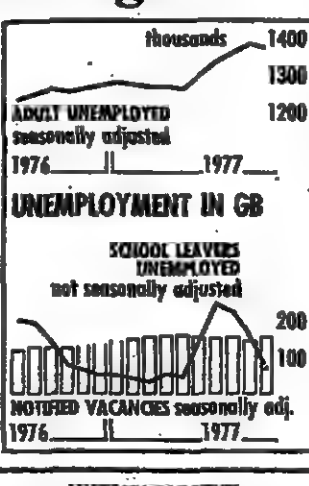 thousands 1400
1300
1200
ADULT UNEMPLOYED
seasonally adjusted
1976 1977
UNEMPLOYMENT IN GB
SCHOOL LEAVERS
UNEMPLOYED
not seasonally adjusted
200
100
NOTIFIED VACANCIES seasonally adj.
1976 1977